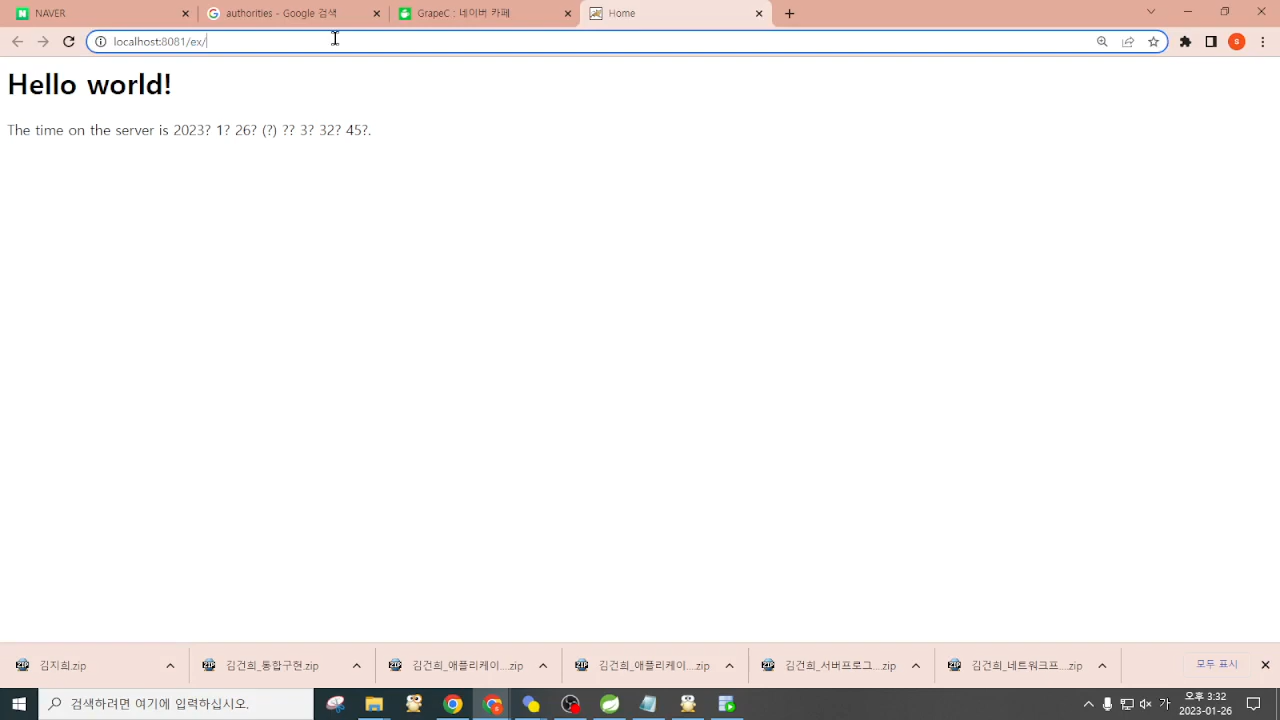 NAVER
authorities - Google 검색
GrapeC : 네이버 카페
Home
localhost:8081/ex/
S
Hello world!
The time on the server is 2023? 1? 26? (?) ?? 3? 32? 45?.
김지희.zip
김건희_통합구현.zip
김건희_애플리케이....zip
김건희_애플리케이....zip
김건희_서버프로그....zip
김건희_네트워크프....zip
모두 표시
검색하려면 여기에 입력하십시오.
가
오후 3:32
2023-01-26